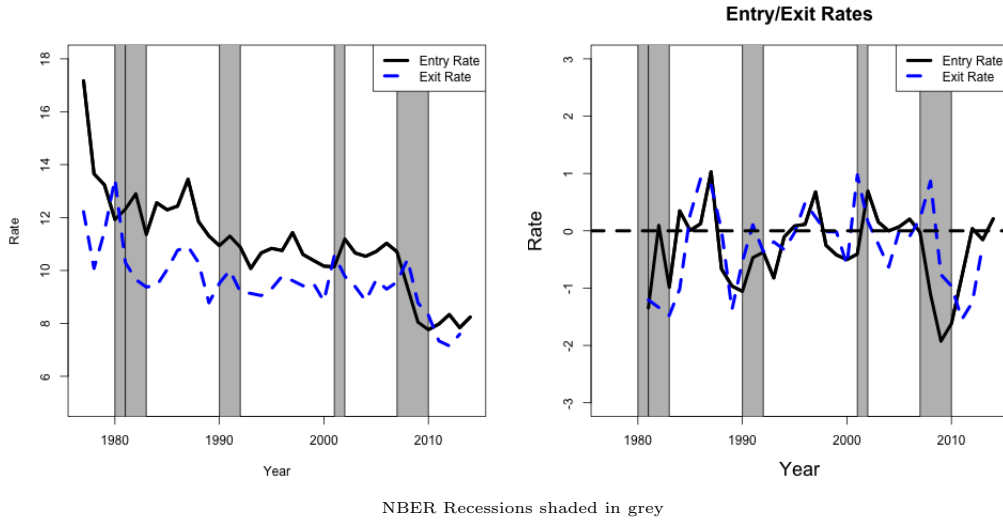 Entry/Exit Rates
Entry Rate
Exit Rate
18
16
14
12
10
8
6
Rate
1980
1990
2000
2010
Year
Entry Rate
Exit Rate
3
2
1
0
-1
-2
-3
Rate
1980
1990
2000
2010
Year
NBER Recessions shaded in grey